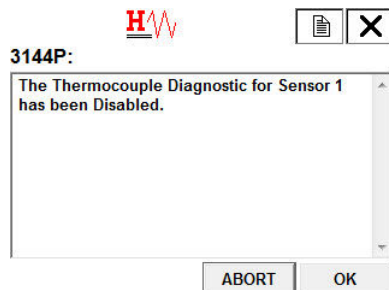 H
3144P:
The Thermocouple Diagnostic for Sensor 1
has been Disabled.
ABORT
OK